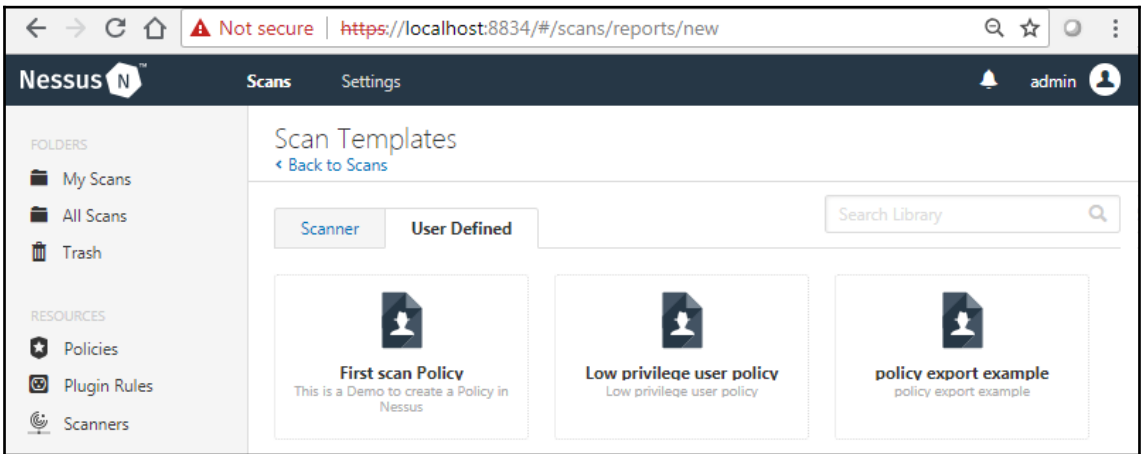 Not secure | https://localhost:8834/#/scans/reports/new
Nessus N ™ Scans Settings admin
FOLDERS
My Scans
All Scans
Trash
RESOURCES
Policies
Plugin Rules
Scanners
Scan Templates
Back to Scans
Scanner User Defined Search Library
First scan Policy
This is a Demo to create a Policy in
Nessus
Low privilege user policy
Low privilege user policy
policy export example
policy export example